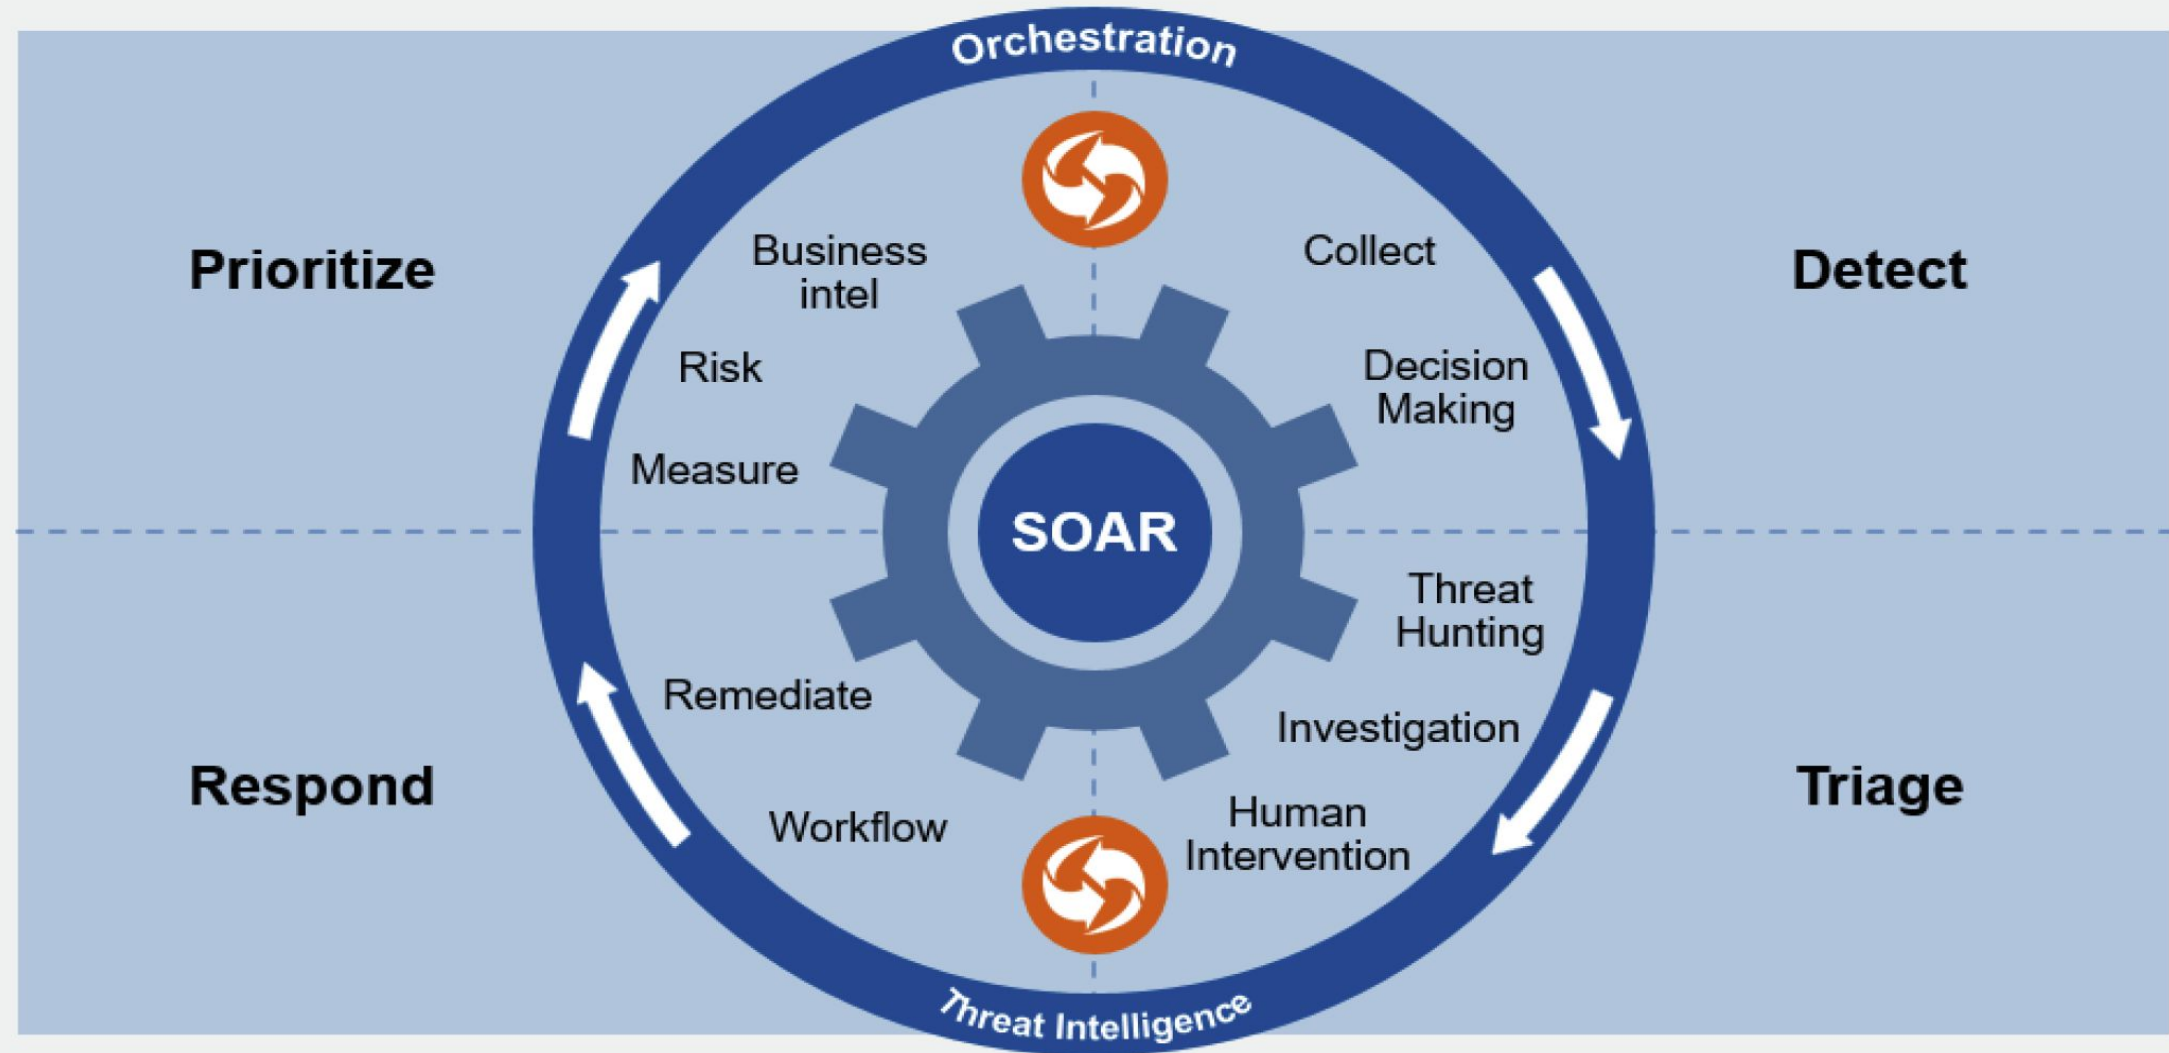 Orchestration
Prioritize
Detect
Business
intel
Risk
Measure
Collect
Decision
Making
SOAR
Threat
Hunting
Investigation
Human
Intervention
Remediate
Workflow
Respond
Triage
Threat Intelligence